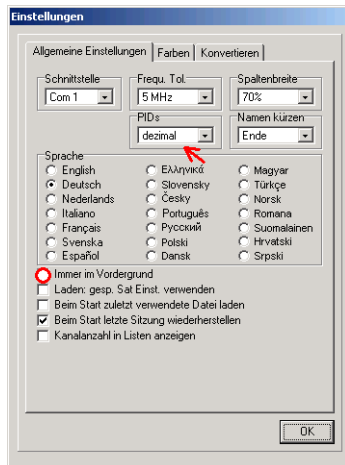 Einstellungen
Allgemeine Einstellungen Farben Konvertieren
Schnittstelle Frequ. Tol. Spaltenbreite
Com 1 5 MHz 70%
PIDs Namen kürzen
dezimal Ende
Sprache
English Ελληνικά Magyar
Deutsch Slovensky Türkçe
Nederlands Česky Norsk
Italiano Português Romana
Français Русский Suomalainen
Svenska Polski Hrvatski
Español Dansk Srpski
Immer im Vordergrund
Laden: gesp. Sat Einst. verwenden
Beim Start zuletzt verwendete Datei laden
Beim Start letzte Sitzung wiederherstellen
Kanalanzahl in Listen anzeigen
OK